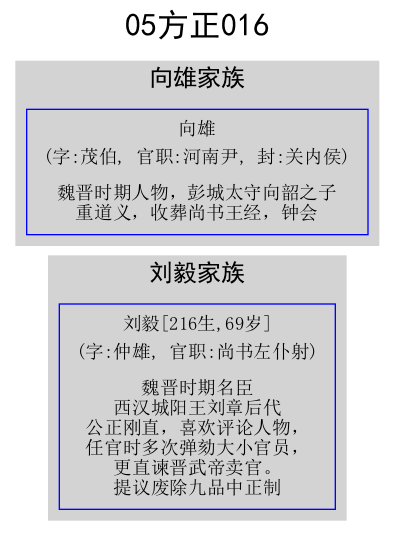 05方正016
向雄家族
向雄
(字:茂伯, 官职:河南尹, 封:关内侯)
魏晋时期人物，彭城太守向韶之子
重道义，收葬尚书王经，钟会
刘毅家族
刘毅[216生,69岁]
(字:仲雄, 官职:尚书左仆射)
魏晋时期名臣
西汉城阳王刘章后代
公正刚直，喜欢评论人物，
任官时多次弹劾大小官员，
更直谏晋武帝卖官。
提议废除九品中正制